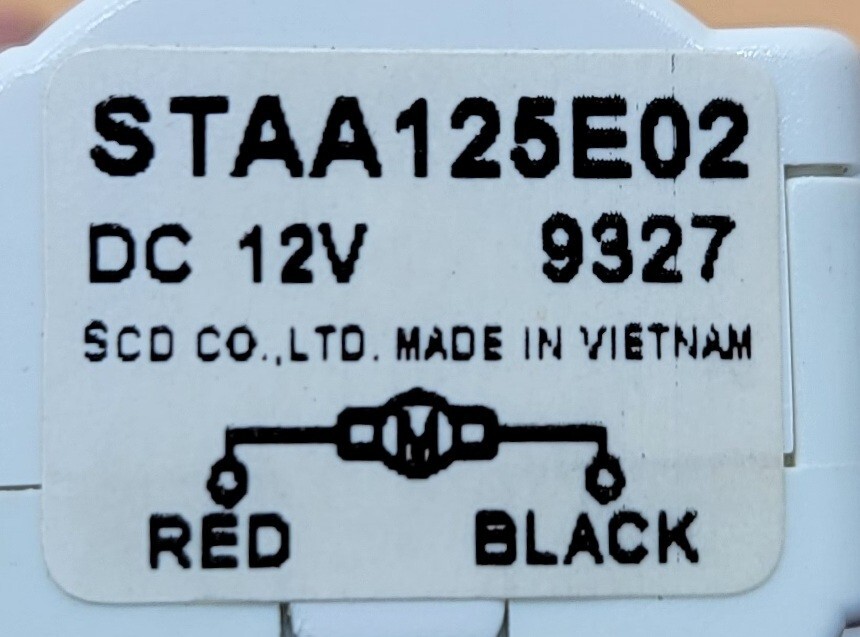 STAA125E02
DC 12V 9327
SCD CO.,LTD. MADE IN VIETNAM
M
RED BLACK